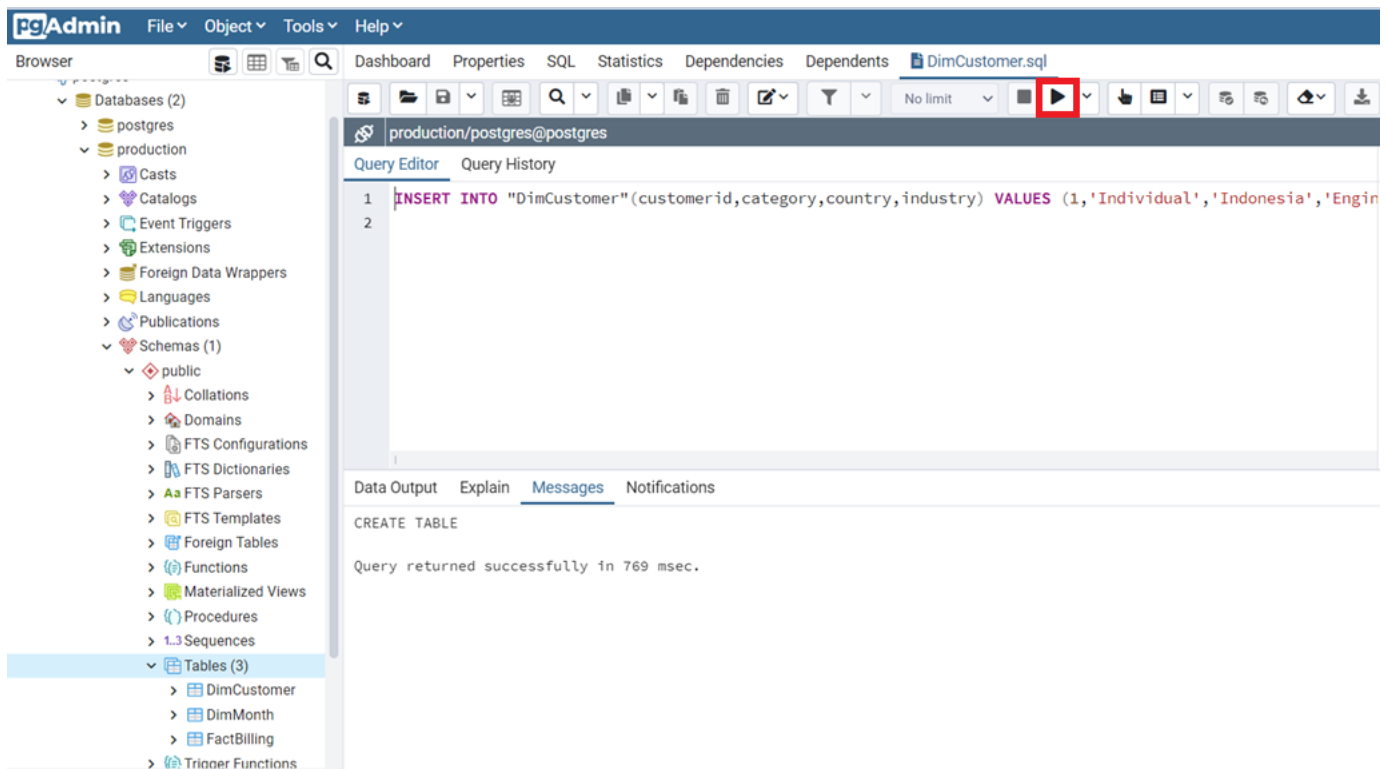 pgAdmin File Object Tools Help
Browser
Dashboard Properties SQL Statistics Dependencies Dependents DimCustomer.sql
No limit
production/postgres@postgres
Query Editor Query History
1 INSERT INTO "DimCustomer"(customerid,category,country,industry) VALUES (1,'Individual','Indonesia','Engin
2
Databases (2)
postgres
production
Casts
Catalogs
Event Triggers
Extensions
Foreign Data Wrappers
Languages
Publications
Schemas (1)
public
Collations
Domains
FTS Configurations
FTS Dictionaries
Aa FTS Parsers
FTS Templates
Foreign Tables
Functions
Materialized Views
Procedures
1..3 Sequences
Tables (3)
DimCustomer
DimMonth
FactBilling
Trigger Functions
Data Output Explain Messages Notifications
CREATE TABLE
Query returned successfully in 769 msec.